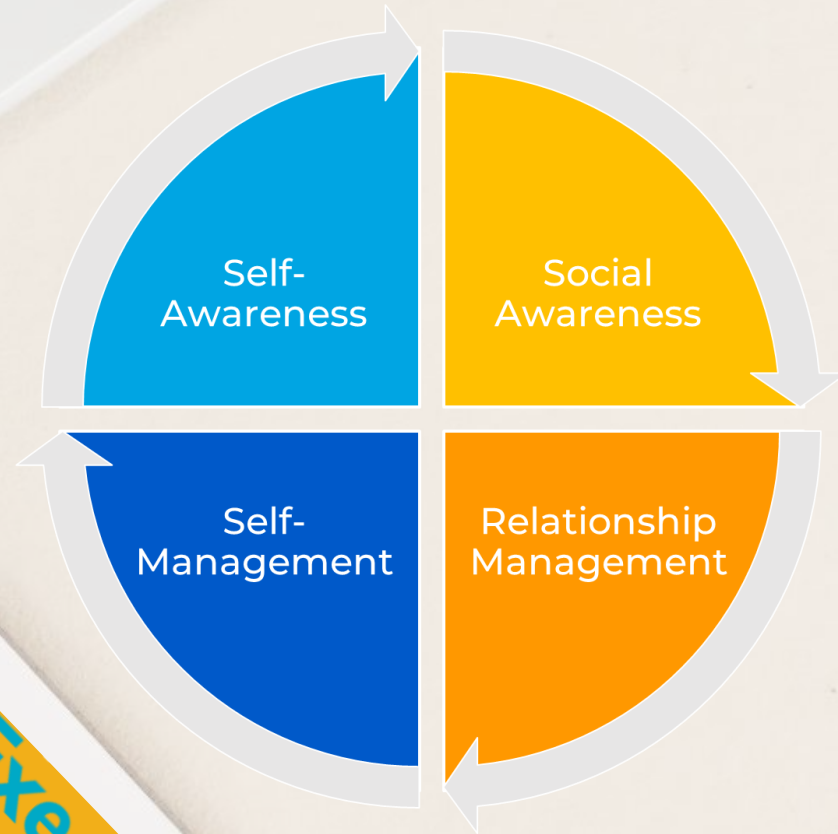 Self-
Awareness
Social
Awareness
Self-
Management
Relationship
Management